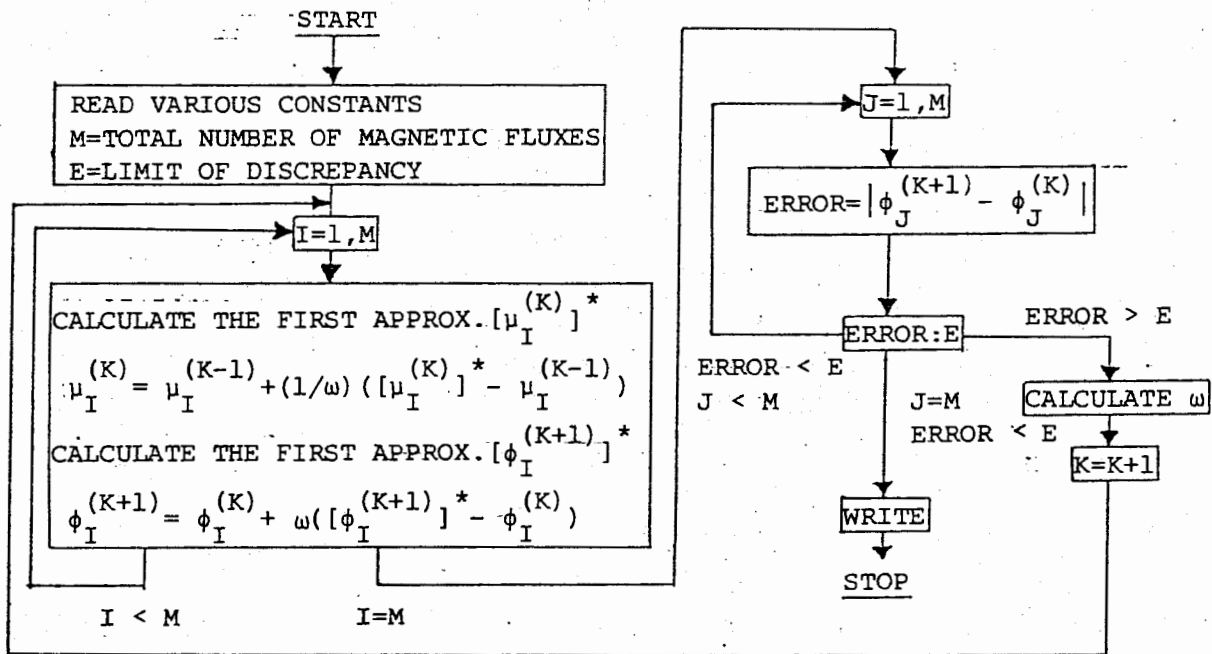 START
READ VARIOUS CONSTANTS
M=TOTAL NUMBER OF MAGNETIC FLUXES
E=LIMIT OF DISCREPANCY
I=1,M
CALCULATE THE FIRST APPROX.[μ_I^(K)]*
μ_I^(K) = μ_I^(K-1) +(1/ω)([μ_I^(K)]* - μ_I^(K-1))
CALCULATE THE FIRST APPROX.[φ_I^(K+1)]*
φ_I^(K+1) = φ_I^(K) + ω([φ_I^(K+1)]* - φ_I^(K))
I < M
I=M
J=1,M
ERROR=|φ_J^(K+1) - φ_J^(K)|
ERROR:E
ERROR > E
ERROR < E
J < M
J=M
ERROR < E
CALCULATE ω
K=K+1
WRITE
STOP